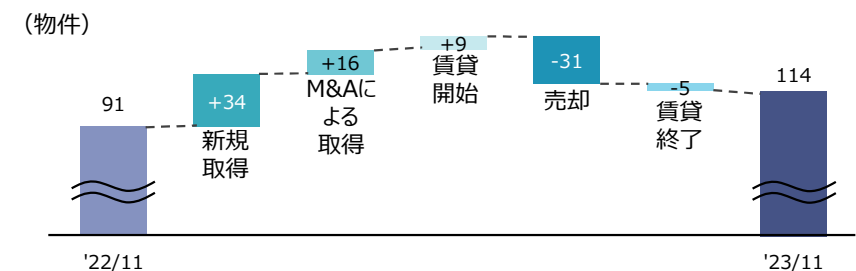 （物件）
91
+34
新規
取得
+16
M&Aに
よる
取得
+9
賃貸
開始
-31
売却
-5
賃貸
終了
114
'22/11
'23/11